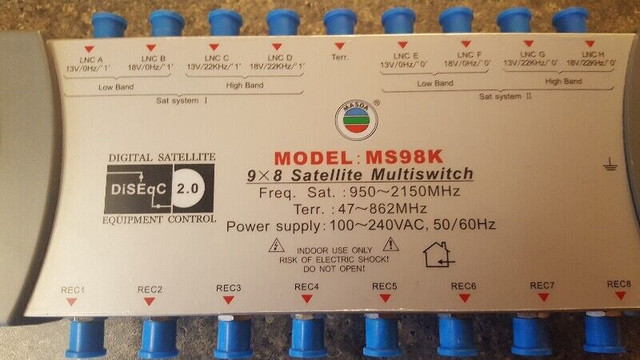 LNC A LNC B LNC C LNC D Terr. LNC E LNC F LNC G LNC H
13V/0Hz/'1' 18V/0Hz/'1' 13V/22KHz/'1' 18V/22KHz/'1' 13V/0Hz/'0' 18V/0Hz/'0' 13V/22KHz/'0' 18V/22KHz/'0'
Low Band High Band Low Band High Band
Sat system I Sat system II
MASDA ®
DIGITAL SATELLITE
DiSEqC 2.0
EQUIPMENT CONTROL
MODEL: MS98K
9×8 Satellite Multiswitch
Freq. Sat. : 950~2150MHz
Terr. : 47~862MHz
Power supply: 100~240VAC, 50/60Hz
INDOOR USE ONLY
RISK OF ELECTRIC SHOCK!
DO NOT OPEN!
REC1 REC2 REC3 REC4 REC5 REC6 REC7 REC8